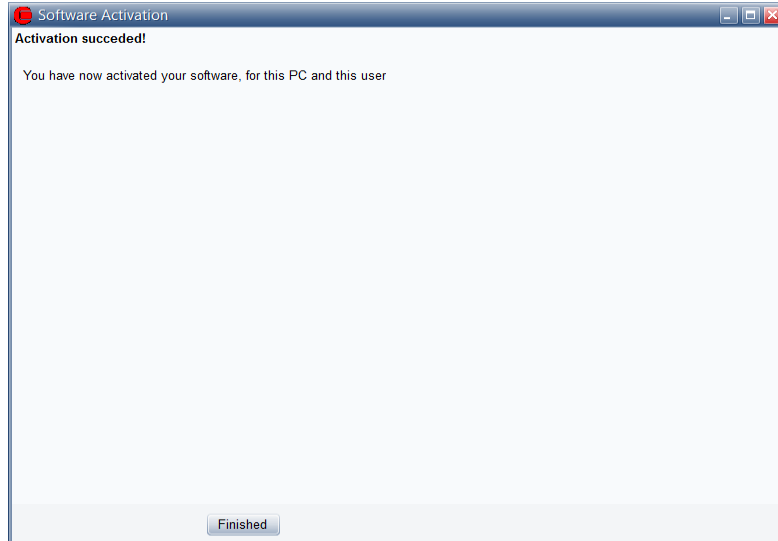 Software Activation
Activation succeded!
You have now activated your software, for this PC and this user
Finished